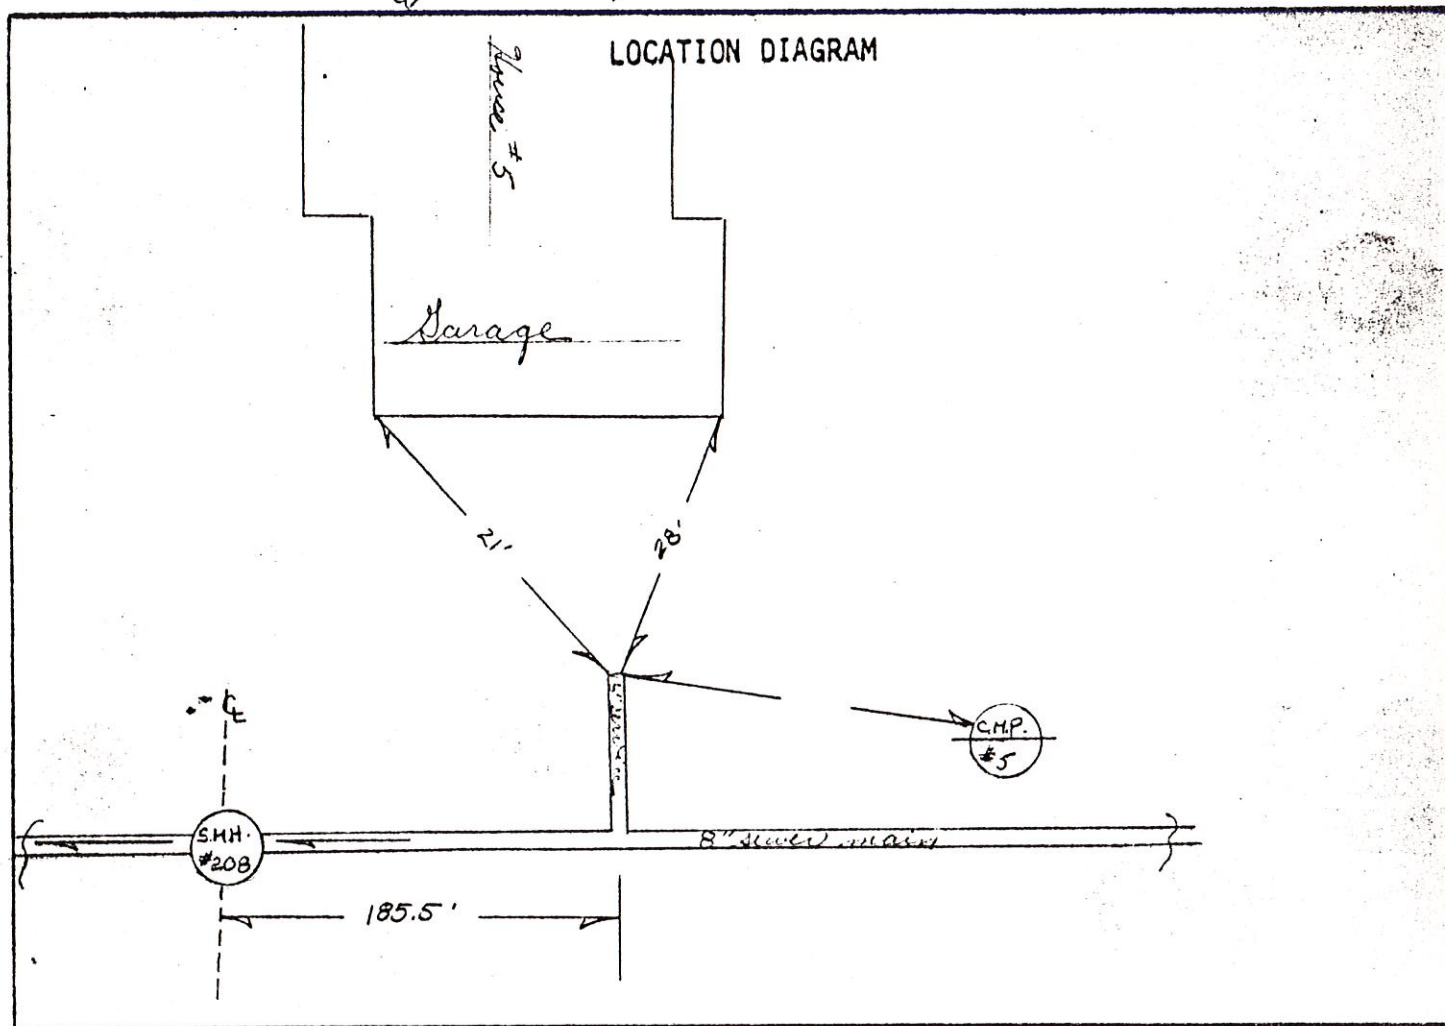 LOCATION DIAGRAM
House #5
Garage
21'
28'
C.M.P.
#5
S.M.H.
#208
8" sewer main
185.5'